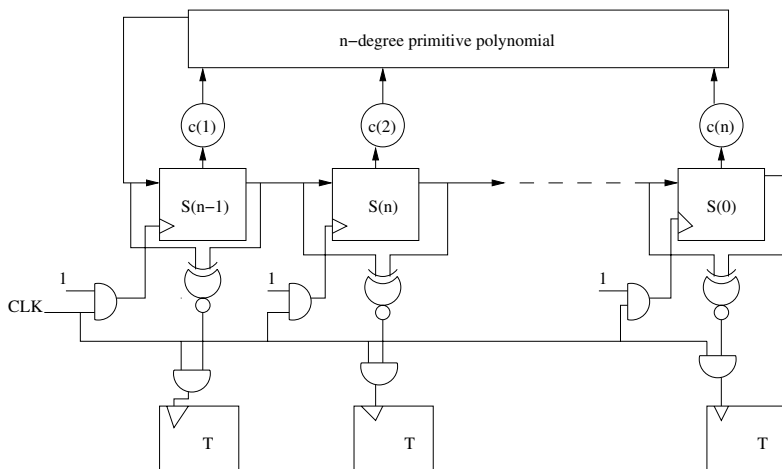 n−degree primitive polynomial
c(1) c(2) c(n)
S(n−1) S(n) S(0)
1 1 1
CLK
T T T